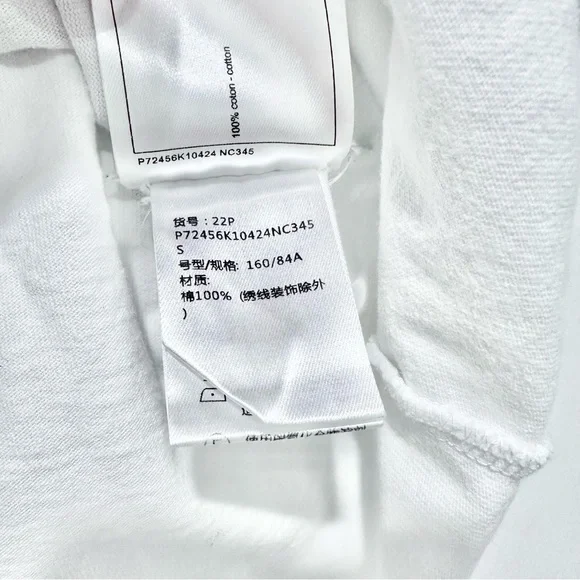 100% coton - cotton
P72456K10424 NC345
货号：22P
P72456K10424NC345
S
号型/规格: 160/84A
材质:
棉100% (绣线装饰除外
)